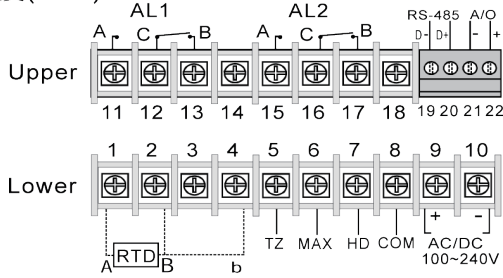 AL1 AL2 RS-485 A/O
A C B A C B D- D+ - +
Upper
11 12 13 14 15 16 17 18 19 20 21 22
1 2 3 4 5 6 7 8 9 10
Lower
+ -
TZ MAX HD COM AC/DC
A RTD B b 100~240V